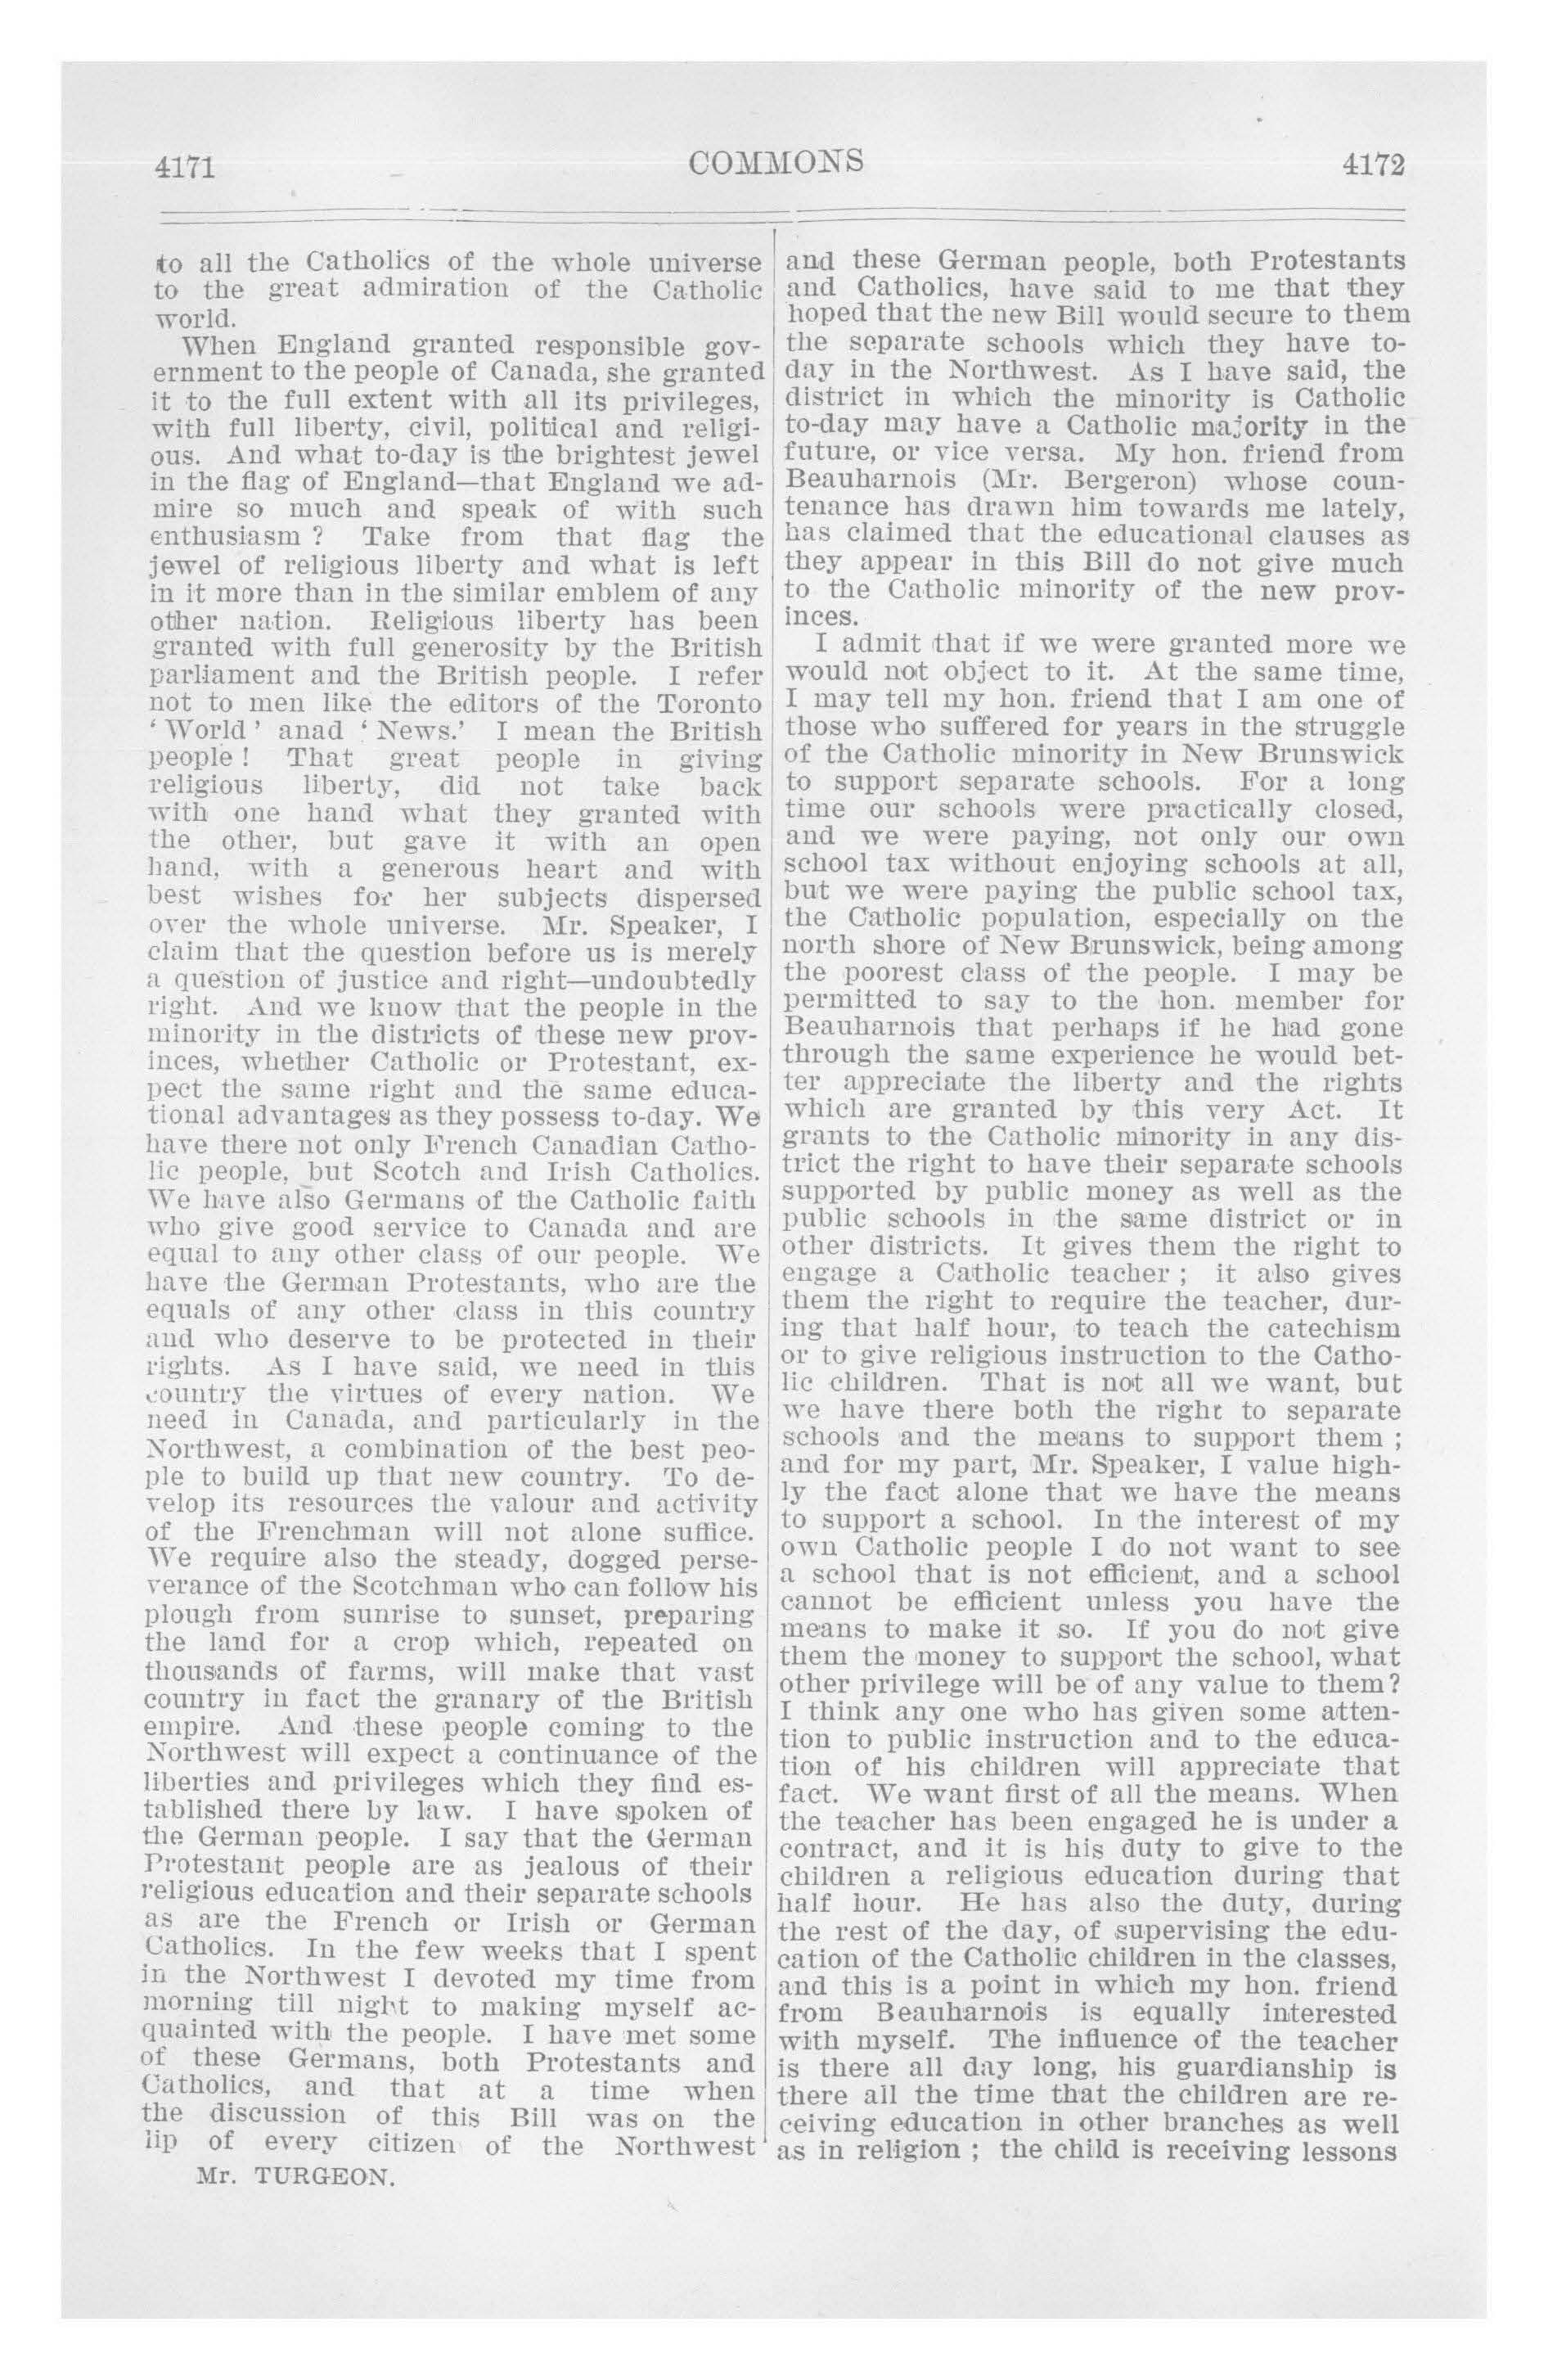 4171
COMMONS
4172
to all the Catholics of the whole universe
to the great admiration of the Catholic
world.
When England granted responsible gov-
ernment to the people of Canada, she granted
it to the full extent with all its privileges,
with full liberty, civil, political and religi-
ous. And what to-day is the brightest jewel
in the flag of England—that England we ad-
mire so much and speak of with such
enthusiasm ? Take from that flag the
jewel of religious liberty and what is left
in it more than in the similar emblem of any
other nation. Religious liberty has been
granted with full generosity by the British
parliament and the British people. I refer
not to men like the editors of the Toronto
‘ World ’ anad ‘ News.’ I mean the British
people ! That great people in giving
religious liberty, did not take back
with one hand what they granted with
the other, but gave it with an open
hand, with a generous heart and with
best wishes for her subjects dispersed
over the whole universe. Mr. Speaker, I
claim that the question before us is merely
a question of justice and right—undoubtedly
right. And we know that the people in the
minority in the districts of these new prov-
inces, whether Catholic or Protestant, ex-
pect the same right and the same educa-
tional advantages as they possess to-day. We
have there not only French Canadian Catho-
lic people, but Scotch and Irish Catholics.
We have also Germans of the Catholic faith
who give good service to Canada and are
equal to any other class of our people. We
have the German Protestants, who are the
equals of any other class in this country
and who deserve to be protected in their
rights. As I have said, we need in this
country the virtues of every nation. We
need in Canada, and particularly in the
Northwest, a combination of the best peo-
ple to build up that new country. To de-
velop its resources the valour and activity
of the Frenchman will not alone suffice.
We require also the steady, dogged perse-
verance of the Scotchman who can follow his
plough from sunrise to sunset, preparing
the land for a crop which, repeated on
thousands of farms, will make that vast
country in fact the granary of the British
empire. And these people coming to the
Northwest will expect a continuance of the
liberties and privileges which they find es-
tablished there by law. I have spoken of
the German people. I say that the German
Protestant people are as jealous of their
religious education and their separate schools
as are the French or Irish or German
Catholics. In the few weeks that I spent
in the Northwest I devoted my time from
morning till night to making myself ac-
quainted with the people. I have met some
of these Germans, both Protestants and
Catholics, and that at a time when
the discussion of this Bill was on the
lip of every citizen of the Northwest
Mr. TURGEON.
and these German people, both Protestants
and Catholics, have said to me that they
hoped that the new Bill would secure to them
the separate schools which they have to-
day in the Northwest. As I have said, the
district in which the minority is Catholic
to-day may have a Catholic majority in the
future, or vice versa. My hon. friend from
Beauharnois (Mr. Bergeron) whose coun-
tenance has drawn him towards me lately,
has claimed that the educational clauses as
they appear in this Bill do not give much
to the Catholic minority of the new prov-
inces.
I admit that if we were granted more we
would not object to it. At the same time,
I may tell my hon. friend that I am one of
those who suffered for years in the struggle
of the Catholic minority in New Brunswick
to support separate schools. For a long
time our schools were practically closed,
and we were paying, not only our own
school tax without enjoying schools at all,
but we were paying the public school tax,
the Catholic population, especially on the
north shore of New Brunswick, being among
the poorest class of the people. I may be
permitted to say to the hon. member for
Beauharnois that perhaps if he had gone
through the same experience he would bet-
ter appreciate the liberty and the rights
which are granted by this very Act. It
grants to the Catholic minority in any dis-
trict the right to have their separate schools
supported by public money as well as the
public schools in the same district or in
other districts. It gives them the right to
engage a Catholic teacher ; it also gives
them the right to require the teacher, dur-
ing that half hour, to teach the catechism
or to give religious instruction to the Catho-
lic children. That is not all we want, but
we have there both the right to separate
schools and the means to support them ;
and for my part, Mr. Speaker, I value high-
ly the fact alone that we have the means
to support a school. In the interest of my
own Catholic people I do not want to see
a school that is not efficient, and a school
cannot be efficient unless you have the
means to make it so. If you do not give
them the money to support the school, what
other privilege will be of any value to them?
I think any one who has given some atten-
tion to public instruction and to the educa-
tion of his children will appreciate that
fact. We want first of all the means. When
the teacher has been engaged he is under a
contract, and it is his duty to give to the
children a religious education during that
half hour. He has also the duty, during
the rest of the day, of supervising the edu-
cation of the Catholic children in the classes,
and this is a point in which my hon. friend
from Beauharnois is equally interested
with myself. The influence of the teacher
is there all day long, his guardianship is
there all the time that the children are re-
ceiving education in other branches as well
as in religion ; the child is receiving lessons